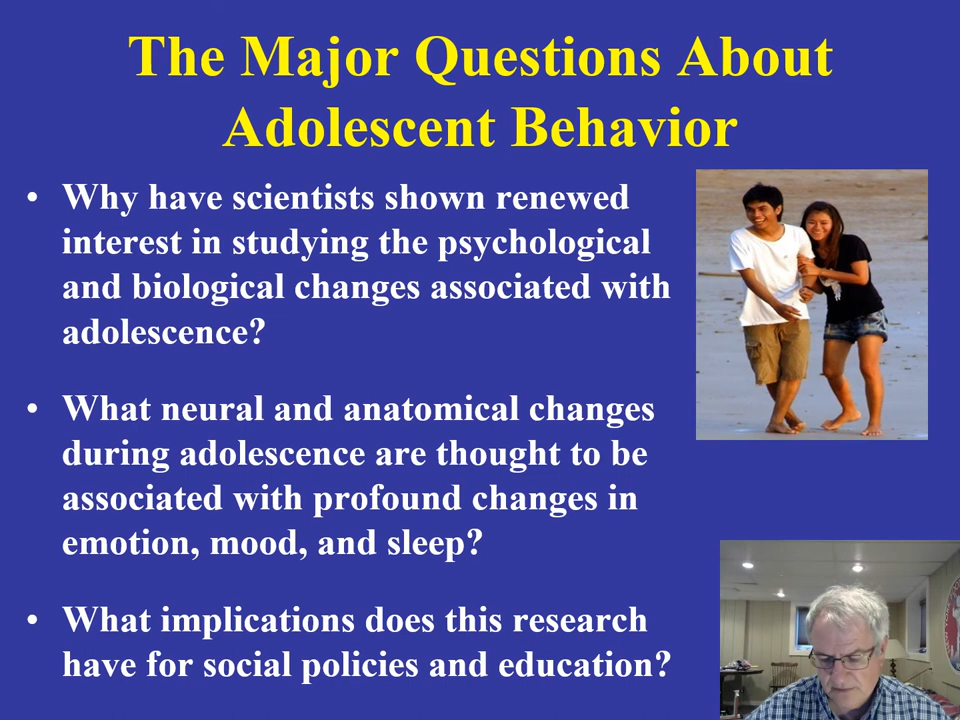 The Major Questions About
Adolescent Behavior
• Why have scientists shown renewed
interest in studying the psychological
and biological changes associated with
adolescence?
• What neural and anatomical changes
during adolescence are thought to be
associated with profound changes in
emotion, mood, and sleep?
• What implications does this research
have for social policies and education?